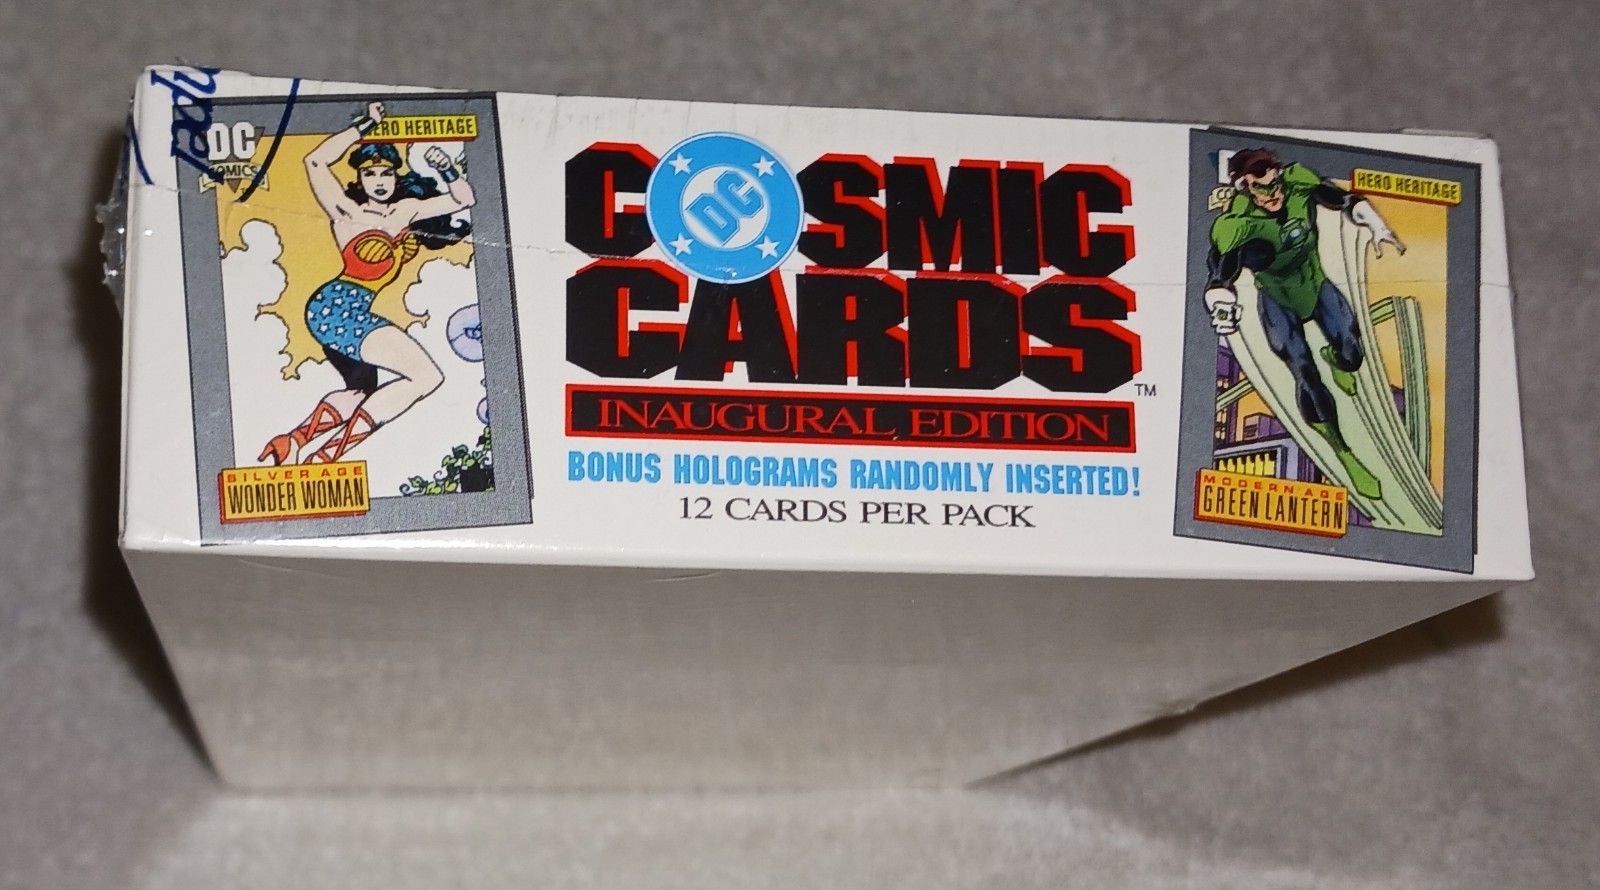 DC
COMICS
HERO HERITAGE
SILVER AGE
WONDER WOMAN
COSMIC
DC
CARDS
TM
INAUGURAL EDITION
BONUS HOLOGRAMS RANDOMLY INSERTED!
12 CARDS PER PACK
HERO HERITAGE
MODERN AGE
GREEN LANTERN